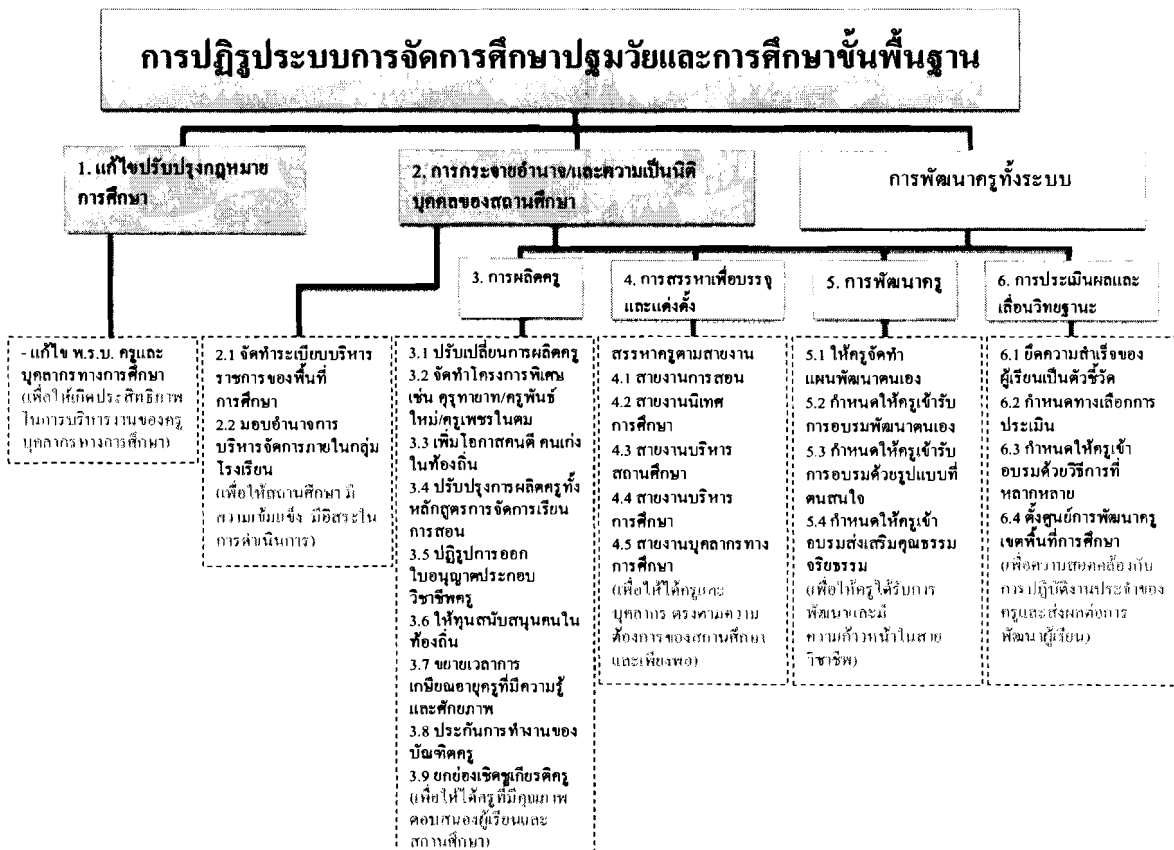 การปฏิรูประบบการจัดการศึกษาปฐมวัยและการศึกษาขั้นพื้นฐาน
1. แก้ไขปรับปรุงกฎหมาย
การศึกษา
2. การกระจายอำนาจ/และความเป็นนิติ
บุคคลของสถานศึกษา
การพัฒนาครูทั้งระบบ
3. การผลิตครู
4. การสรรหาเพื่อบรรจุ
และแต่งตั้ง
5. การพัฒนาครู
6. การประเมินผลและ
เลื่อนวิทยฐานะ
- แก้ไข พ.ร.บ. ครูและ
บุคลากรทางการศึกษา
(เพื่อให้เกิดประสิทธิภาพ
ในการบริหารงานของครู
บุคลากรทางการศึกษา)
2.1 จัดทำระเบียบบริหาร
ราชการของพื้นที่
การศึกษา
2.2 มอบอำนาจการ
บริหารจัดการภายในกลุ่ม
โรงเรียน
(เพื่อให้สถานศึกษา มี
ความเข้มแข็ง มีอิสระใน
การดำเนินการ)
3.1 ปรับเปลี่ยนการผลิตครู
3.2 จัดทำโครงการพิเศษ
เช่น คุรุทายาท/ครูพันธ์
ใหม่/ครูเพชรในตม
3.3 เพิ่มโอกาสคนดี คนเก่ง
ในท้องถิ่น
3.4 ปรับปรุงการผลิตครูทั้ง
หลักสูตรการจัดการเรียน
การสอน
3.5 ปฏิรูปการออก
ใบอนุญาตประกอบ
วิชาชีพครู
3.6 ให้ทุนสนับสนุนคนใน
ท้องถิ่น
3.7 ขยายเวลาการ
เกษียณอายุครูที่มีความรู้
และศักยภาพ
3.8 ประกันการทำงานของ
บัณฑิตครู
3.9 ยกย่องเชิดชูเกียรติครู
(เพื่อให้ได้ครูที่มีคุณภาพ
ตอบสนองผู้เรียนและ
สถานศึกษา)
สรรหาครูตามสายงาน
4.1 สายงานการสอน
4.2 สายงานนิเทศ
การศึกษา
4.3 สายงานบริหาร
สถานศึกษา
4.4 สายงานบริหาร
การศึกษา
4.5 สายงานบุคลากรทาง
การศึกษา
(เพื่อให้ได้ครูและ
บุคลากร ตรงตามความ
ต้องการของสถานศึกษา
และเพียงพอ)
5.1 ให้ครูจัดทำ
แผนพัฒนาตนเอง
5.2 กำหนดให้ครูเข้ารับ
การอบรมพัฒนาตนเอง
5.3 กำหนดให้ครูเข้ารับ
การอบรมด้วยรูปแบบที่
ตนสนใจ
5.4 กำหนดให้ครูเข้า
อบรมส่งเสริมคุณธรรม
จริยธรรม
(เพื่อให้ครูได้รับการ
พัฒนาและมี
ความก้าวหน้าในสาย
วิชาชีพ)
6.1 ยึดความสำเร็จของ
ผู้เรียนเป็นตัวชี้วัด
6.2 กำหนดทางเลือกการ
ประเมิน
6.3 กำหนดให้ครูเข้า
อบรมด้วยวิธีการที่
หลากหลาย
6.4 ตั้งศูนย์การพัฒนาครู
เขตพื้นที่การศึกษา
(เพื่อความสอดคล้องกับ
การปฏิบัติงานประจำของ
ครูและส่งผลต่อการ
พัฒนาผู้เรียน)